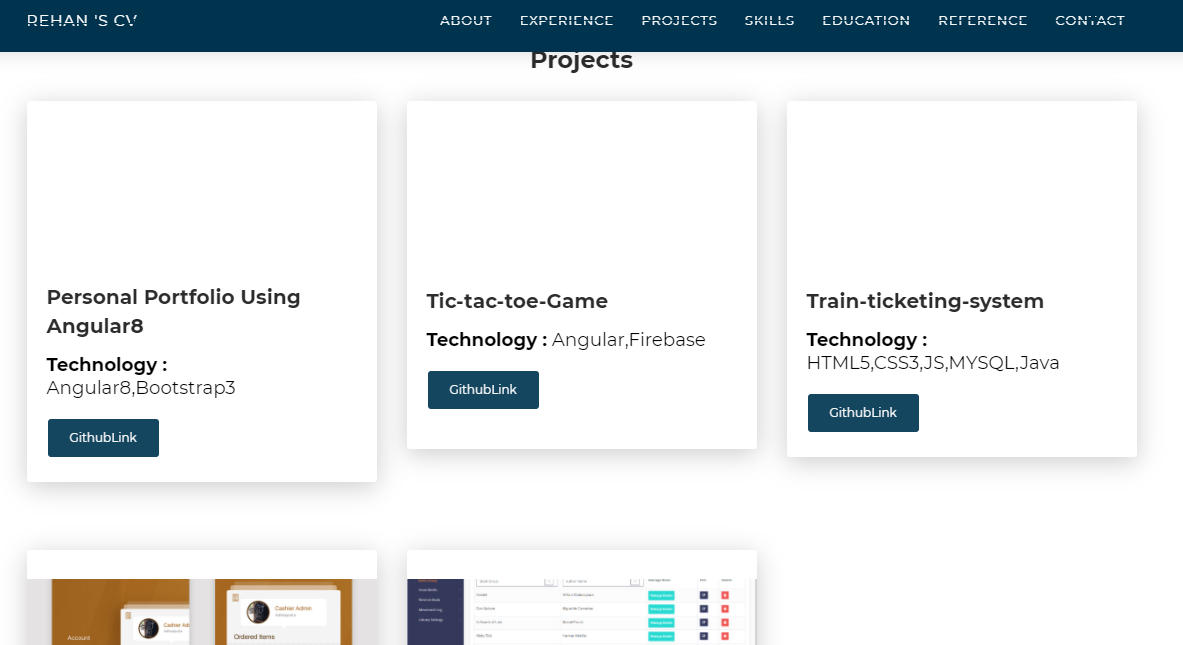 REHAN 'S CV
ABOUT EXPERIENCE PROJECTS SKILLS EDUCATION REFERENCE CONTACT
Projects
Personal Portfolio Using
Angular8
Technology :
Angular8,Bootstrap3
GithubLink
Tic-tac-toe-Game
Technology : Angular,Firebase
GithubLink
Train-ticketing-system
Technology :
HTML5,CSS3,JS,MYSQL,Java
GithubLink
Account
Cashier Ad
Cashier Admin
Ordered Items